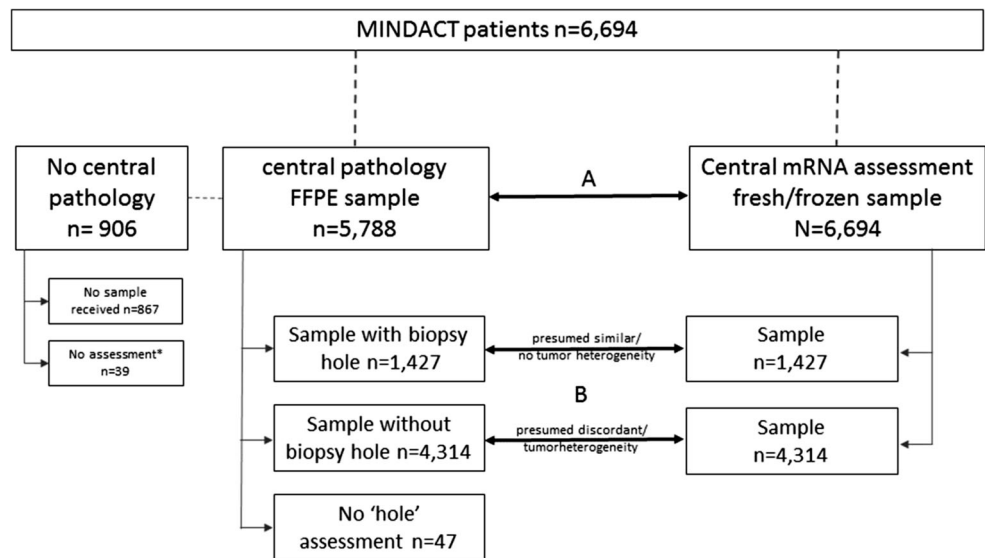 MINDACT patients n=6,694
No central
pathology
n= 906
central pathology
FFPE sample
n=5,788
A
Central mRNA assessment
fresh/frozen sample
N=6,694
No sample
received n=867
No assessment*
n=39
Sample with biopsy
hole n=1,427
presumed similar/
no tumor heterogeneity
Sample
n=1,427
B
Sample without
biopsy hole n=4,314
presumed discordant/
tumorheterogeneity
Sample
n=4,314
No ‘hole’
assessment n=47